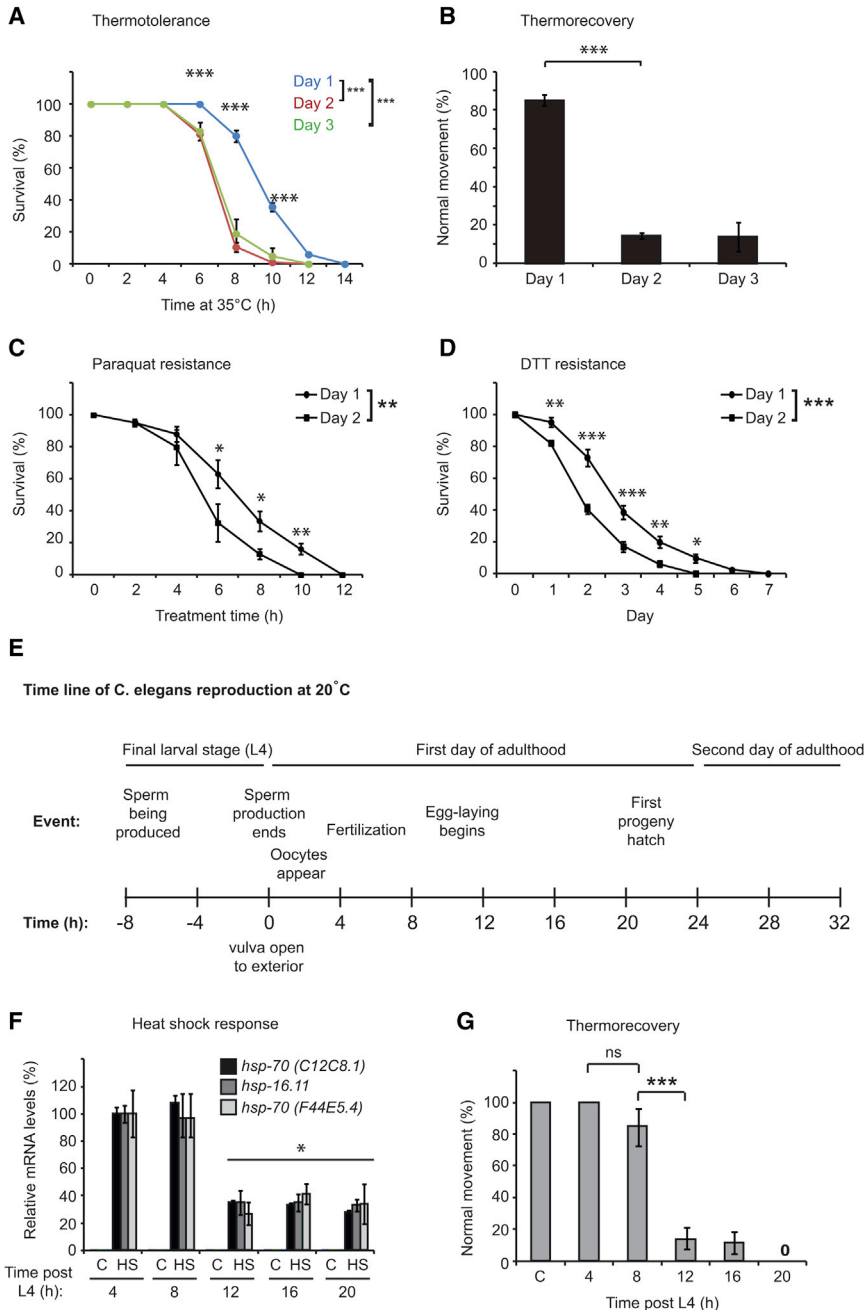 A
Thermotolerance
***
***
***
Day 1
Day 2
Day 3
***
***
100
80
60
40
20
0
Survival (%)
0 2 4 6 8 10 12 14
Time at 35°C (h)
B
Thermorecovery
***
100
80
60
40
20
0
Normal movement (%)
Day 1 Day 2 Day 3
C
Paraquat resistance
Day 1
Day 2
**
*
*
**
100
80
60
40
20
0
Survival (%)
0 2 4 6 8 10 12
Treatment time (h)
D
DTT resistance
Day 1
Day 2
***
**
***
***
**
*
100
80
60
40
20
0
Survival (%)
0 1 2 3 4 5 6 7
Day
E
Time line of C. elegans reproduction at 20°C
Final larval stage (L4) First day of adulthood Second day of adulthood
Event:
Sperm
being
produced
Sperm
production
ends
Oocytes
appear
Fertilization
Egg-laying
begins
First
progeny
hatch
Time (h): -8 -4 0 4 8 12 16 20 24 28 32
vulva open
to exterior
F
Heat shock response
hsp-70 (C12C8.1)
hsp-16.11
hsp-70 (F44E5.4)
*
120
100
80
60
40
20
0
Relative mRNA levels (%)
C HS C HS C HS C HS C HS
Time post
L4 (h): 4 8 12 16 20
G
Thermorecovery
ns
***
100
80
60
40
20
0
Normal movement (%)
0
C 4 8 12 16 20
Time post L4 (h)